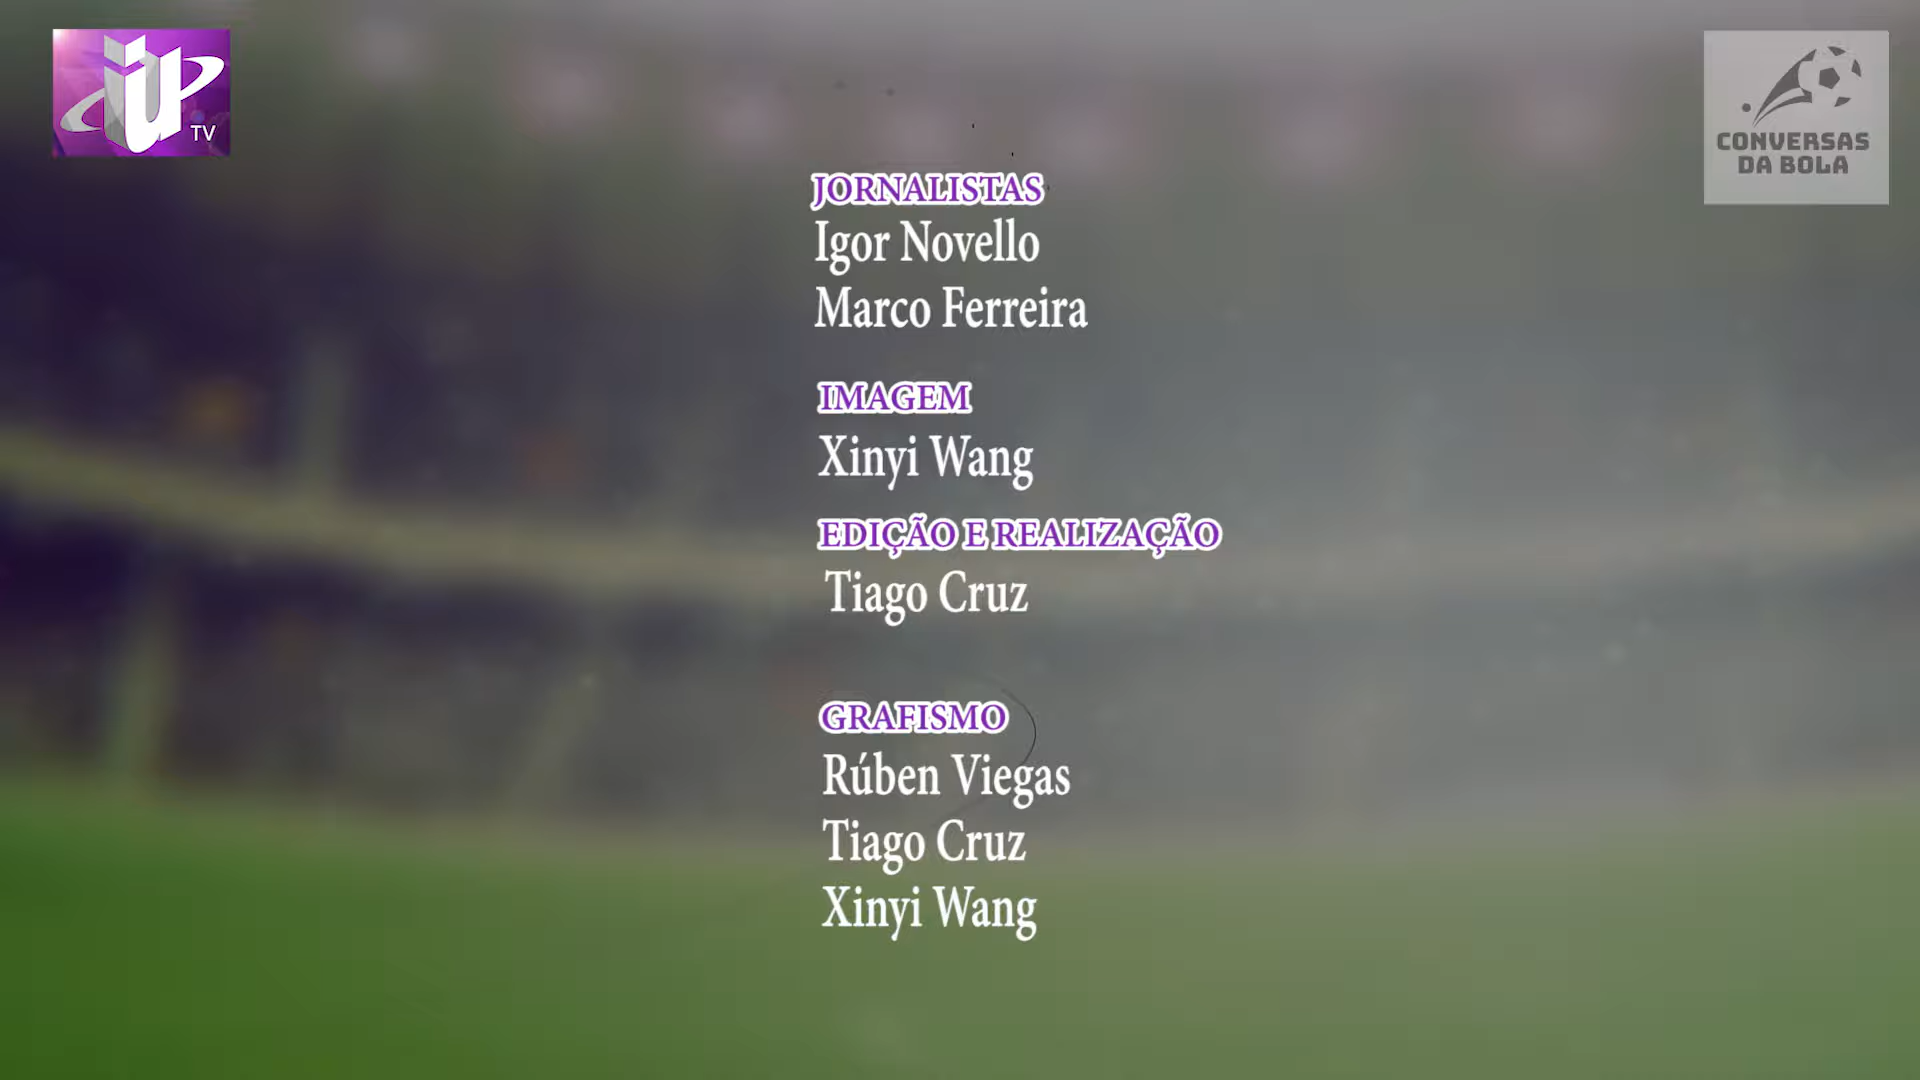 iUP
TV
CONVERSAS
DA BOLA
JORNALISTAS
Igor Novello
Marco Ferreira
IMAGEM
Xinyi Wang
EDIÇÃO E REALIZAÇÃO
Tiago Cruz
GRAFISMO
Rúben Viegas
Tiago Cruz
Xinyi Wang